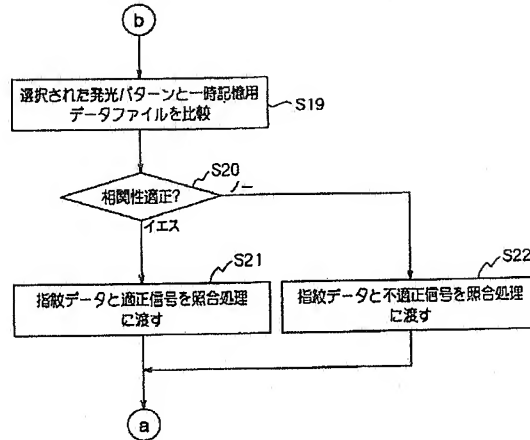 b
選択された発光パターンと一時記憶用
データファイルを比較
S19
S20
相関性適正?
ノー
イエス
S21
指紋データと適正信号を照合処理
に渡す
S22
指紋データと不適正信号を照合処理
に渡す
a